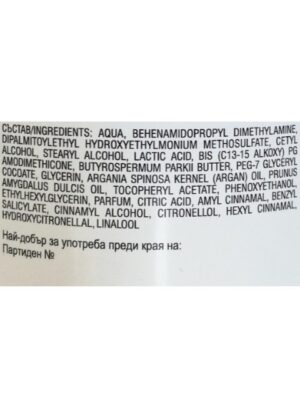 СЪСТАВ/INGREDIENTS: AQUA, BEHENAMIDOPROPYL DIMETHYLAMINE,
DIPALMITOYLETHYL HYDROXYETHYLMONIUM METHOSULFATE, CETYL
ALCOHOL, STEARYL ALCOHOL, LACTIC ACID, BIS (C13-15 ALKOXY) PG
AMODIMETHICONE, BUTYROSPERMUM PARKII BUTTER, PEG-7 GLYCERYL
COCOATE, GLYCERIN, ARGANIA SPINOSA KERNEL (ARGAN) OIL, PRUNUS
AMYGDALUS DULCIS OIL, TOCOPHERYL ACETATE, PHENOXYETHANOL,
ETHYLHEXYLGLYCERIN, PARFUM, CITRIC ACID, AMYL CINNAMAL, BENZYL
SALICYLATE, CINNAMYL ALCOHOL, CITRONELLOL, HEXYL CINNAMAL,
HYDROXYCITRONELLAL, LINALOOL
Най-добър за употреба преди края на:
Партиден №